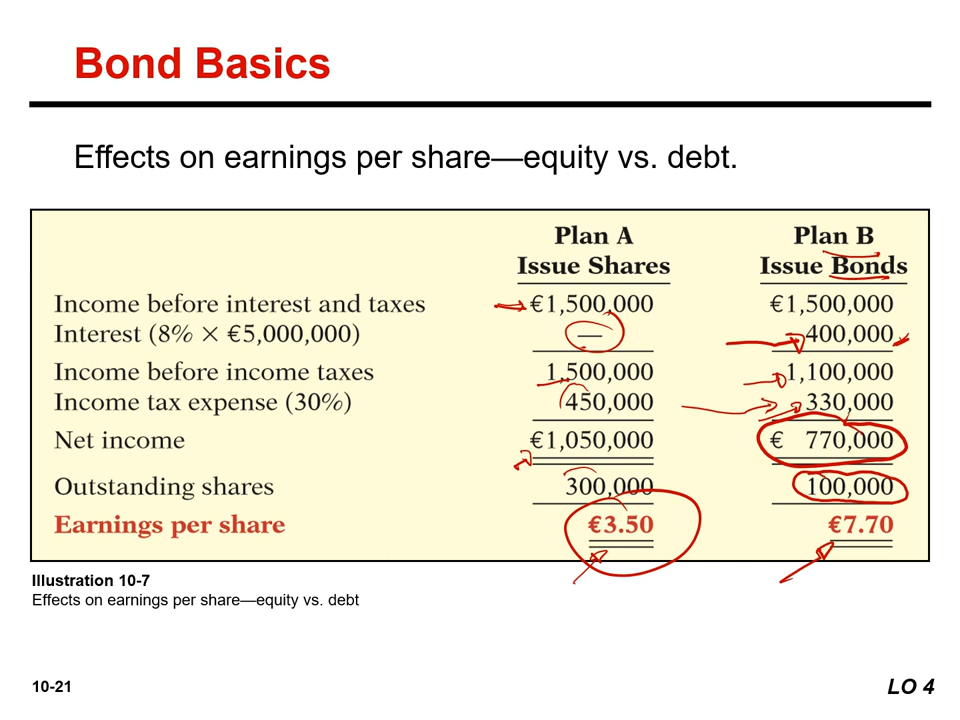 Bond Basics
Effects on earnings per share—equity vs. debt.
Plan A Plan B
Issue Shares Issue Bonds
Income before interest and taxes €1,500,000 €1,500,000
Interest (8% × €5,000,000) — 400,000
Income before income taxes 1,500,000 1,100,000
Income tax expense (30%) 450,000 330,000
Net income €1,050,000 € 770,000
Outstanding shares 300,000 100,000
Earnings per share €3.50 €7.70
Illustration 10-7
Effects on earnings per share—equity vs. debt
10-21 LO 4